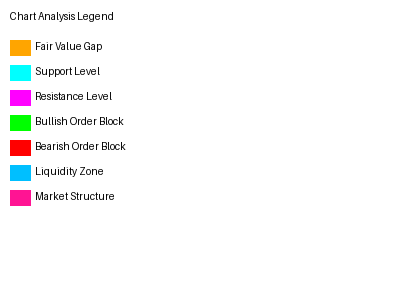 Chart Analysis Legend
Fair Value Gap
Support Level
Resistance Level
Bullish Order Block
Bearish Order Block
Liquidity Zone
Market Structure